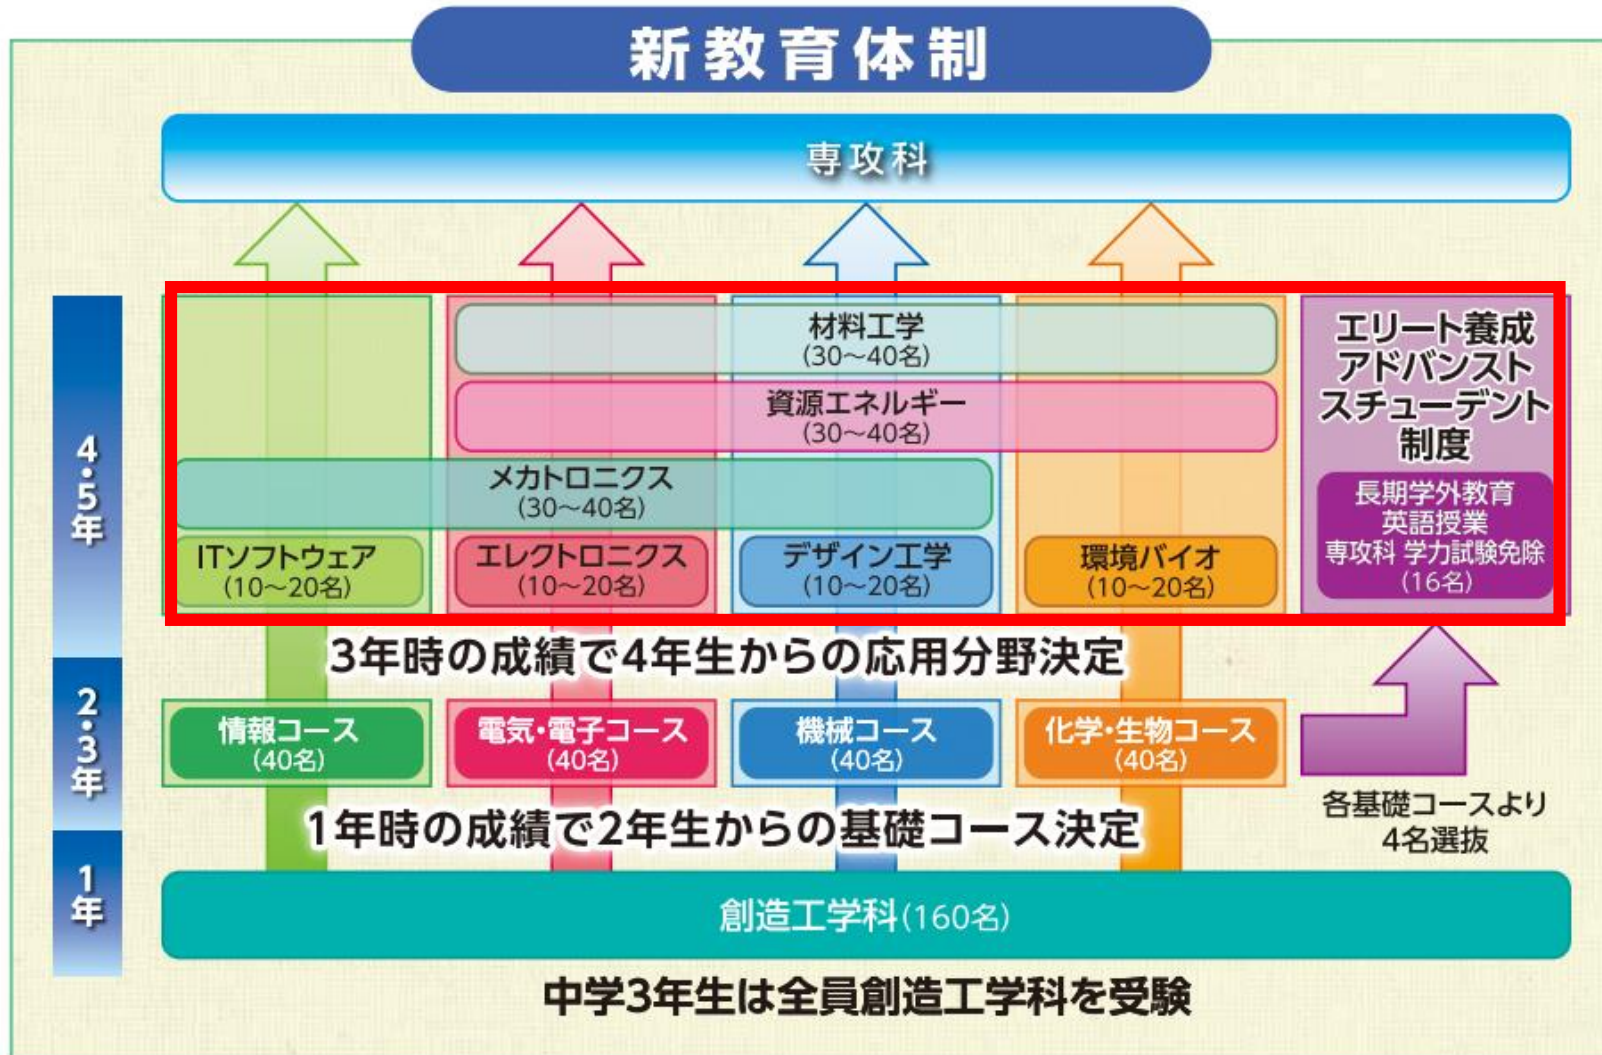 新教育体制
専攻科
4・5年
材料工学
(30～40名)
資源エネルギー
(30～40名)
メカトロニクス
(30～40名)
ITソフトウェア
(10～20名)
エレクトロニクス
(10～20名)
デザイン工学
(10～20名)
環境バイオ
(10～20名)
エリート養成
アドバンスト
スチューデント
制度
長期学外教育
英語授業
専攻科 学力試験免除
(16名)
3年時の成績で4年生からの応用分野決定
2・3年
情報コース
(40名)
電気・電子コース
(40名)
機械コース
(40名)
化学・生物コース
(40名)
各基礎コースより
4名選抜
1年時の成績で2年生からの基礎コース決定
1年
創造工学科(160名)
中学3年生は全員創造工学科を受験